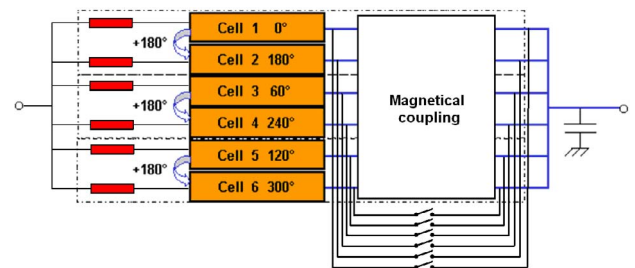 Cell 1 0°
+180°
Cell 2 180°
Cell 3 60°
+180°
Cell 4 240°
Cell 5 120°
+180°
Cell 6 300°
Magnetical
coupling